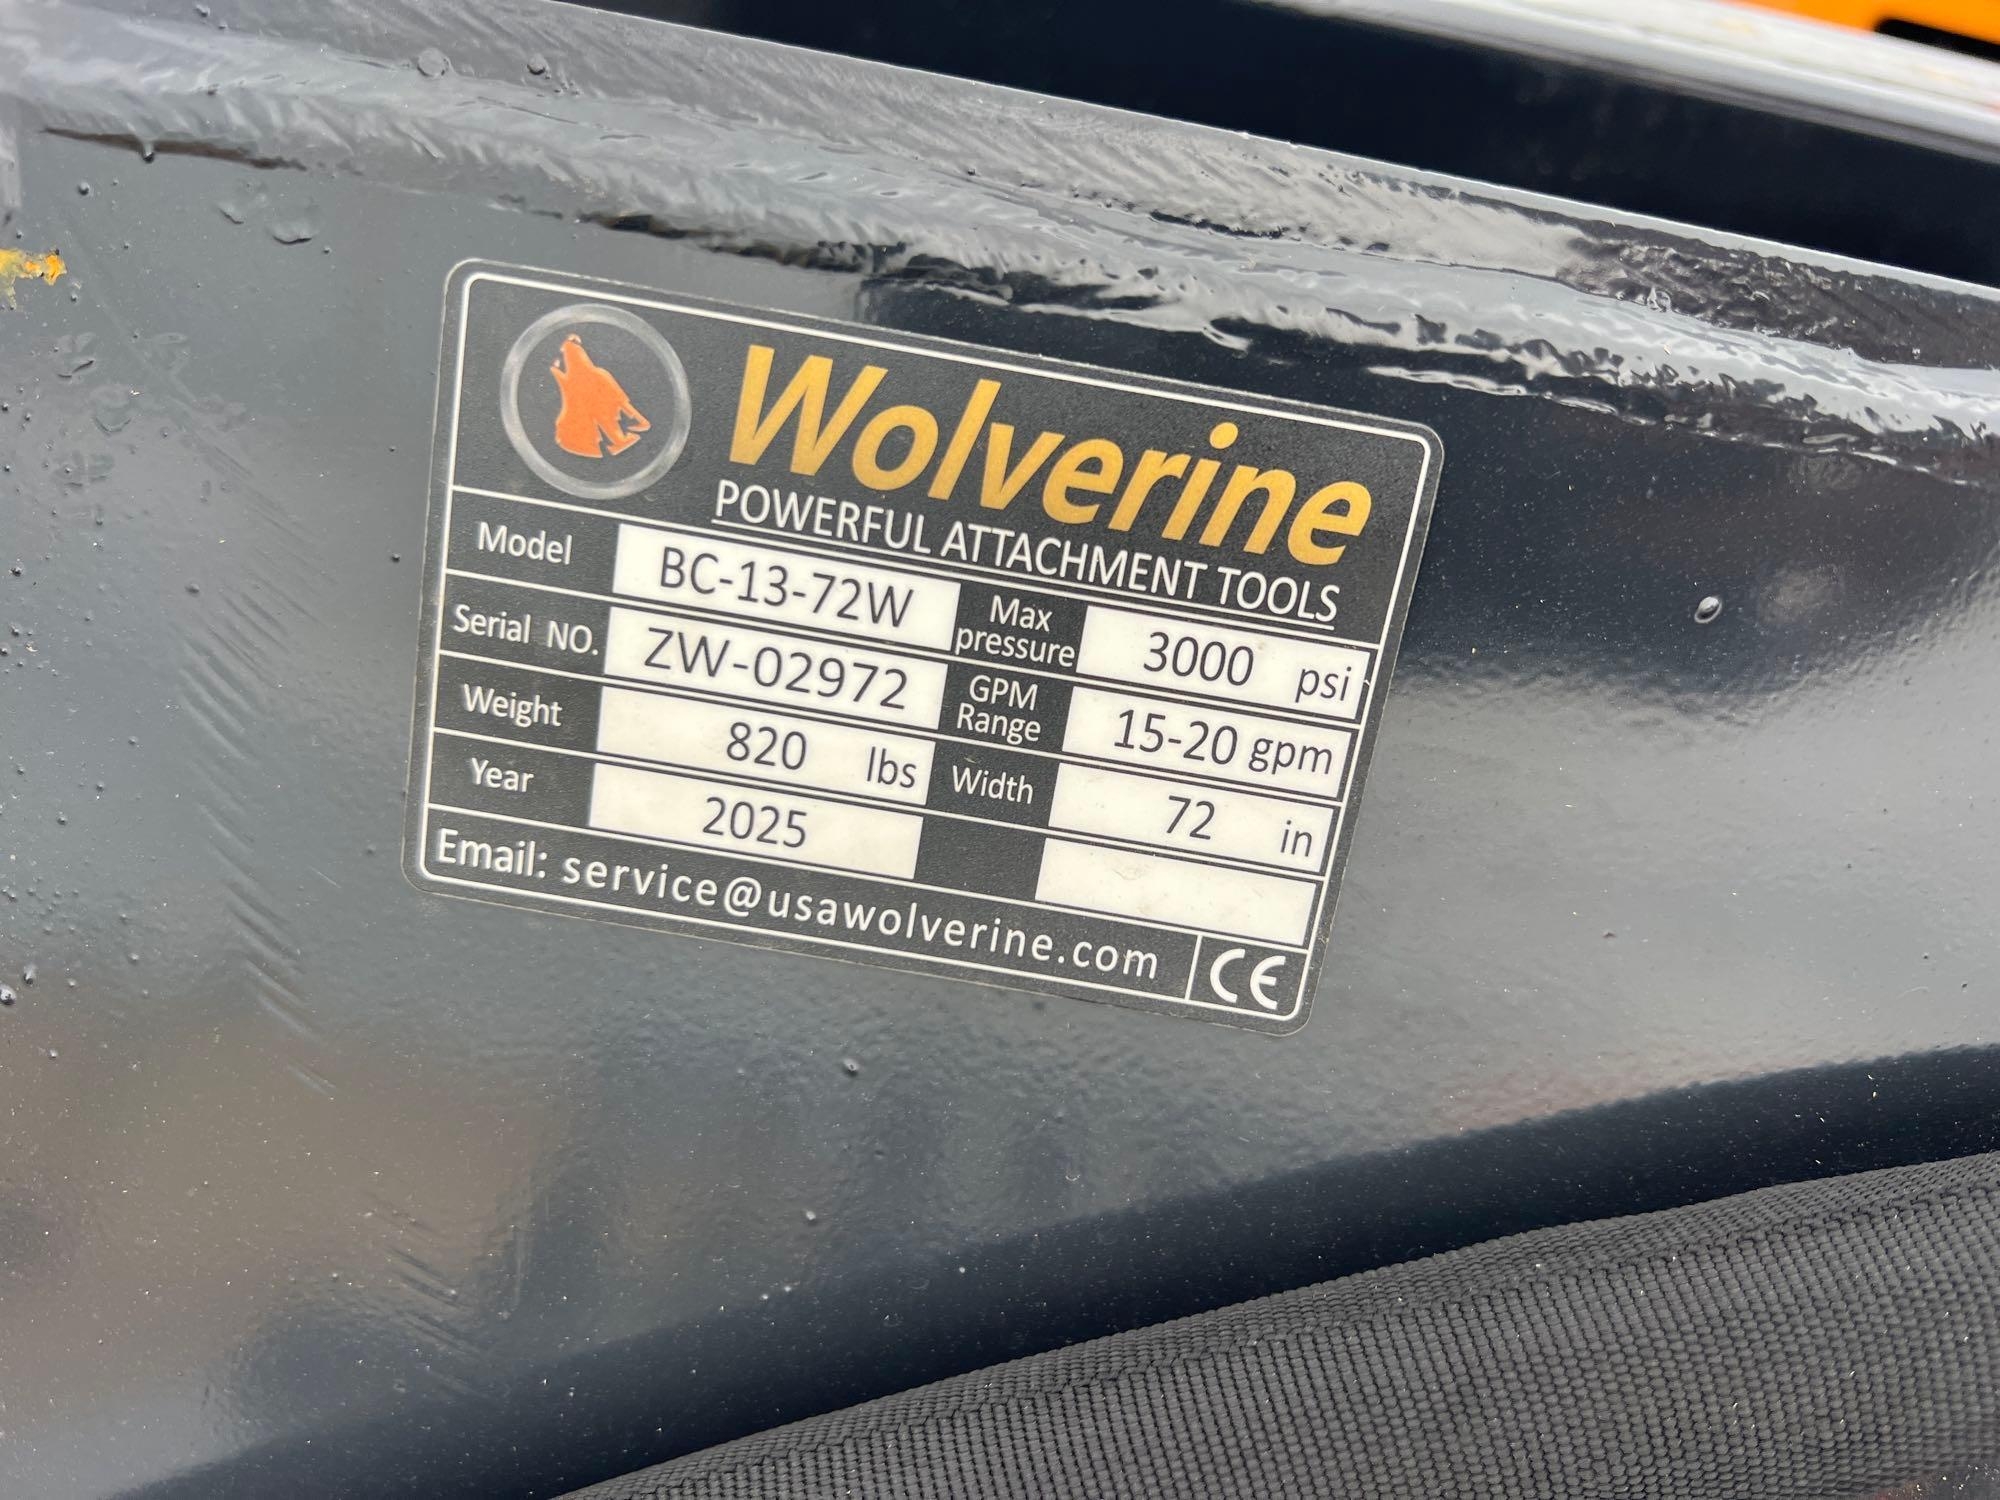 Wolverine
POWERFUL ATTACHMENT TOOLS
Model BC-13-72W Max pressure 3000 psi
Serial NO. ZW-02972 GPM Range 15-20 gpm
Weight 820 lbs Width 72 in
Year 2025
Email: service@usawolverine.com CE